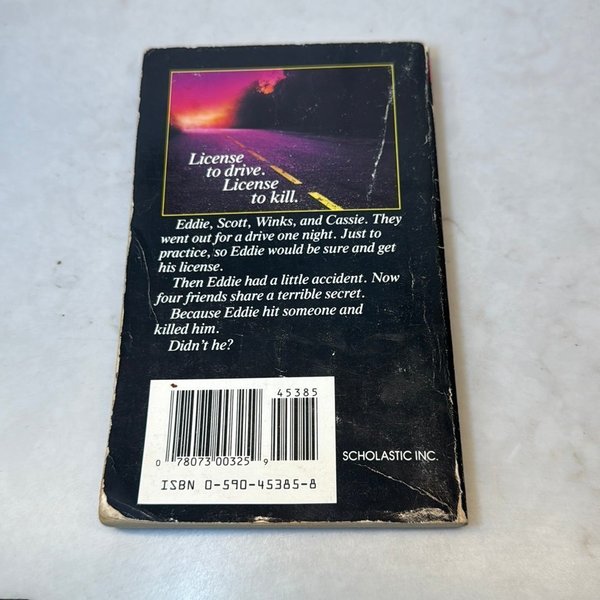 License
to drive.
License
to kill.
Eddie, Scott, Winks, and Cassie. They
went out for a drive one night. Just to
practice, so Eddie would be sure and get
his license.
Then Eddie had a little accident. Now
four friends share a terrible secret.
Because Eddie hit someone and
killed him.
Didn't he?
45385
0 78073 00325 9
ISBN 0-590-45385-8
SCHOLASTIC INC.